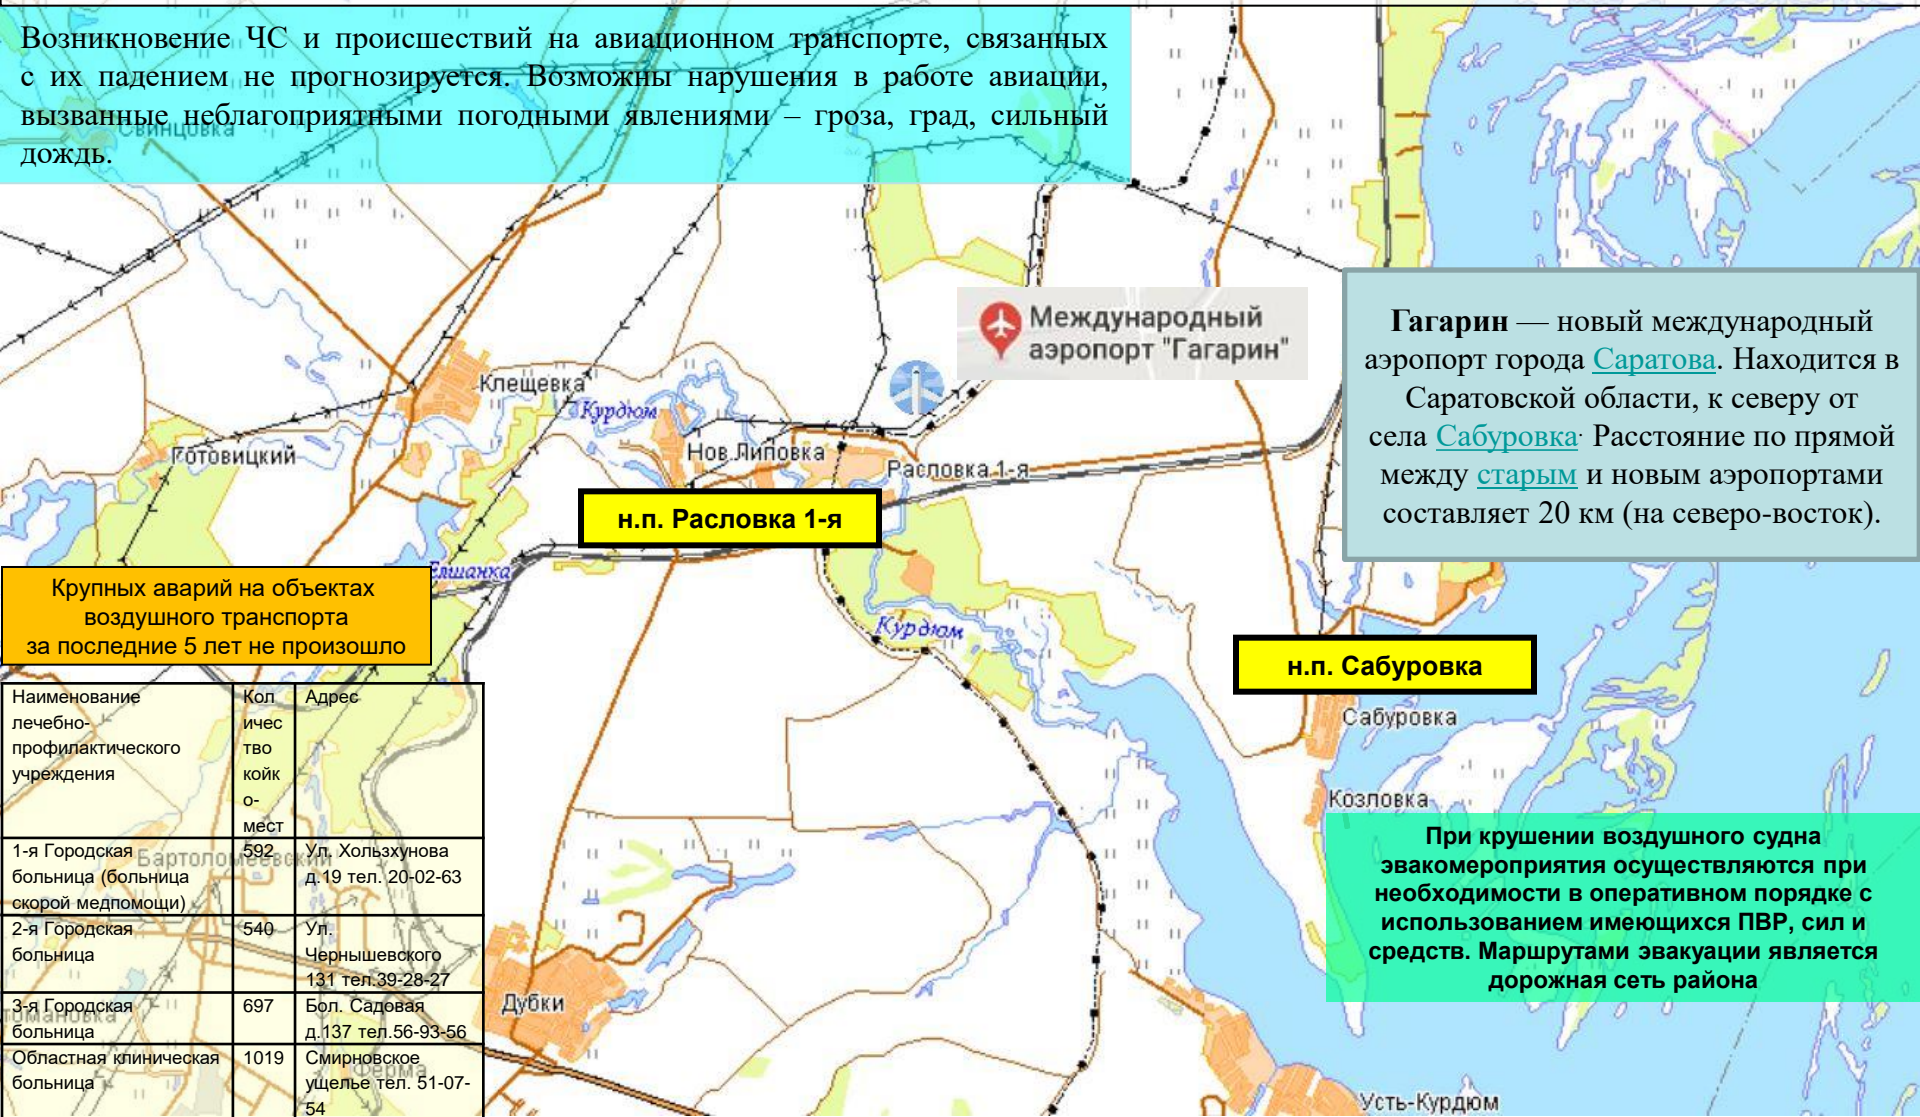 Возникновение ЧС и происшествий на авиационном транспорте, связанных
с их падением не прогнозируется. Возможны нарушения в работе авиации,
вызванные неблагоприятными погодными явлениями – гроза, град, сильный
дождь.
Свинцовка
Международный
аэропорт "Гагарин"
Гагарин — новый международный
аэропорт города Саратова. Находится в
Саратовской области, к северу от
села Сабуровка. Расстояние по прямой
между старым и новым аэропортами
составляет 20 км (на северо-восток).
Клещевка
Курдюм
Готовицкий
Нов.Липовка
Расловка 1-я
н.п. Расловка 1-я
Елшанка
Крупных аварий на объектах
воздушного транспорта
за последние 5 лет не произошло
Курдюм
н.п. Сабуровка
Сабуровка
Козловка
Наименование
лечебно-
профилактического
учреждения
Кол
ичес
тво
койк
о-
мест
Адрес
1-я Городская
больница (больница
скорой медпомощи)
592
Ул. Хользхунова
д.19 тел. 20-02-63
Бартоломеевский
2-я Городская
больница
540
Ул.
Чернышевского
131 тел.39-28-27
3-я Городская
больница
697
Бол. Садовая
д.137 тел.56-93-56
Областная клиническая
больница
1019
Смирновское
ущелье тел. 51-07-
54
Ферма
Дубки
При крушении воздушного судна
эвакомероприятия осуществляются при
необходимости в оперативном порядке с
использованием имеющихся ПВР, сил и
средств. Маршрутами эвакуации является
дорожная сеть района
Усть-Курдюм